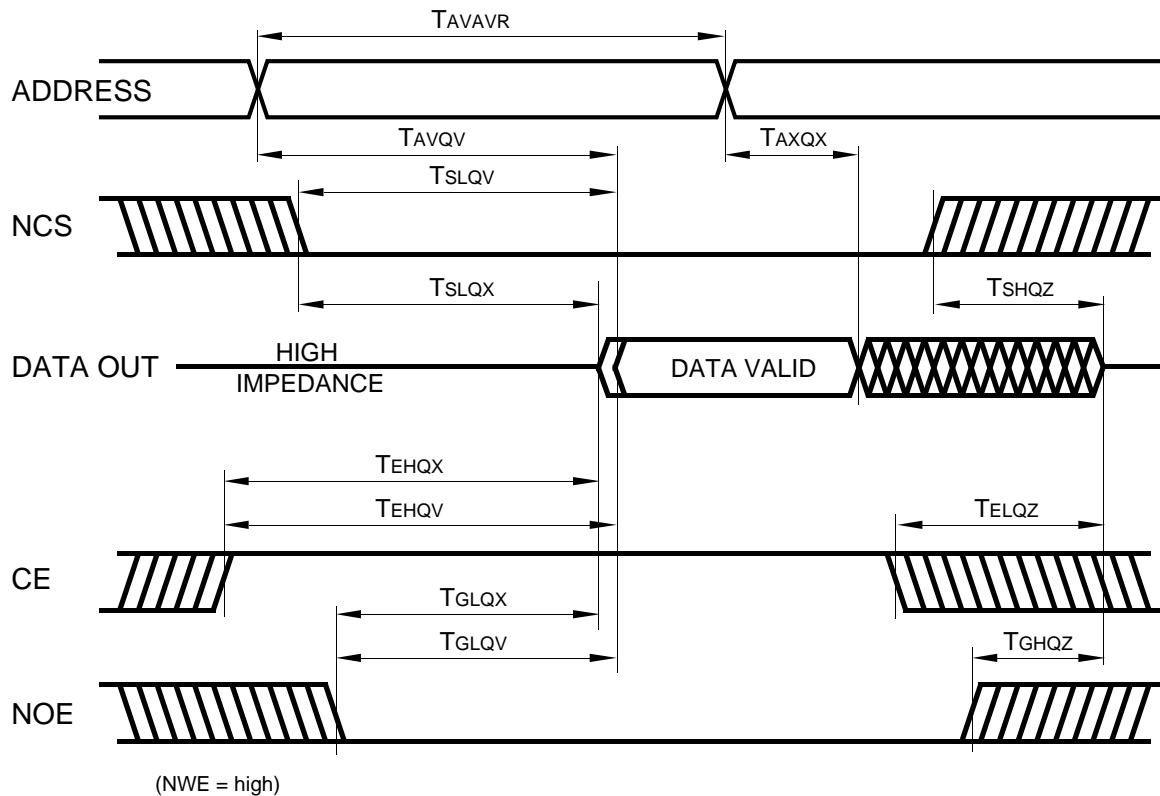 TAVAVR
ADDRESS
TAVQV
TAXQX
TSLQV
NCS
TSLQX
TSHQZ
DATA OUT
HIGH
IMPEDANCE
DATA VALID
TEHQX
TEHQV
TELQZ
CE
TGLQX
TGLQV
TGHQZ
NOE
(NWE = high)